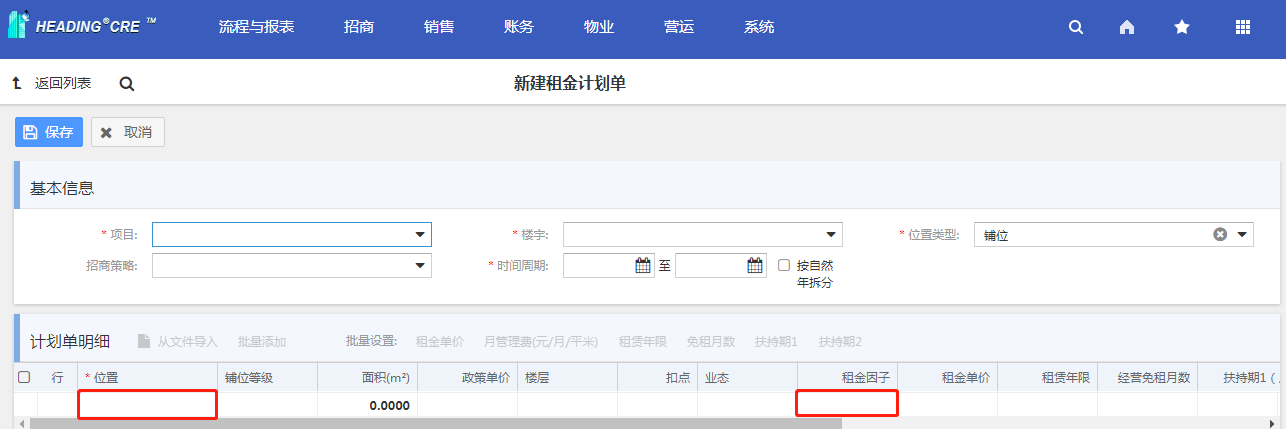 HEADING®CRE ™ 流程与报表 招商 销售 账务 物业 营运 系统
返回列表 新建租金计划单
保存 取消
基本信息
* 项目: * 楼宇: * 位置类型: 铺位
招商策略: * 时间周期: 至 按自然
年拆分
计划单明细 从文件导入 批量添加 批量设置: 租金单价 月管理费(元/月/平米) 租赁年限 免租月数 扶持期1 扶持期2
行 * 位置 铺位等级 面积(m²) 政策单价 楼层 扣点 业态 租金因子 租金单价 租赁年限 经营免租月数 扶持期1（
0.0000